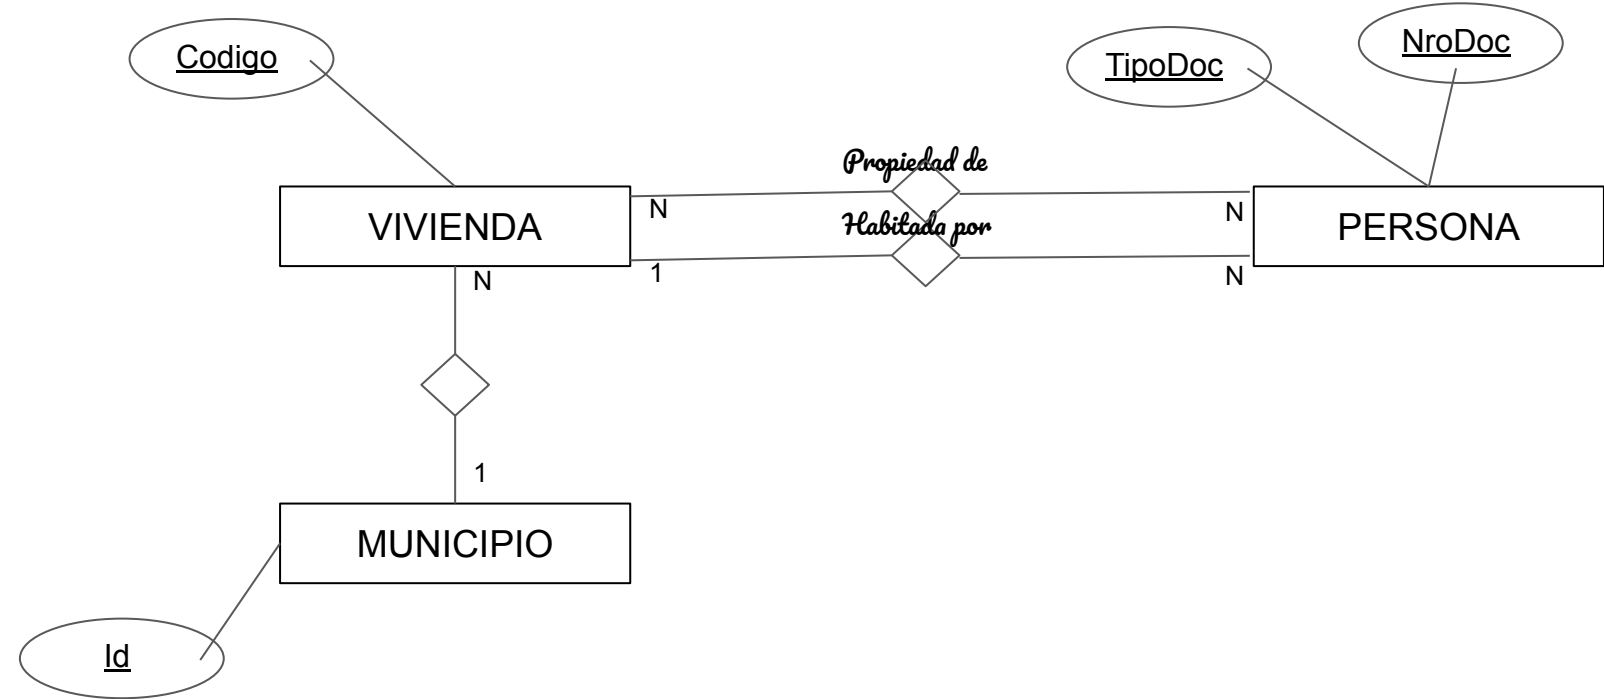 Codigo
TipoDoc
NroDoc
Propiedad de
N
N
VIVIENDA
Habitada por
PERSONA
N
1
N
1
MUNICIPIO
Id